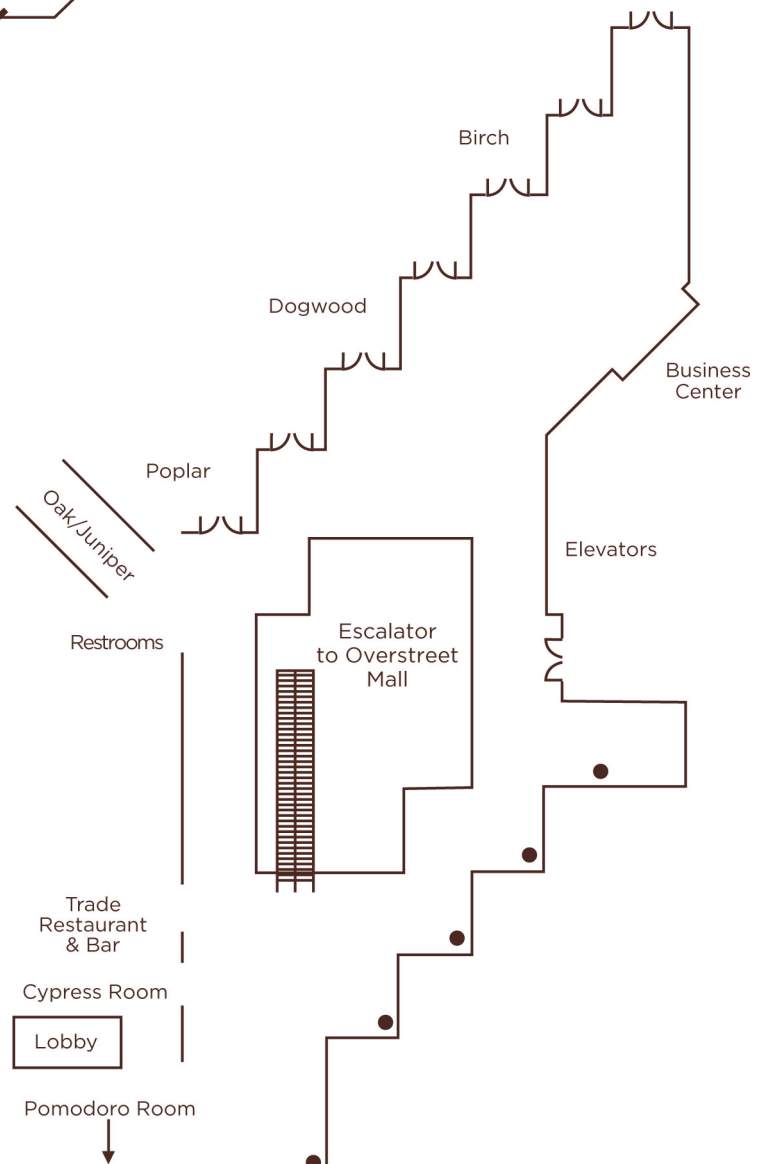 Birch
Dogwood
Business
Center
Poplar
Oak/Juniper
Elevators
Restrooms
Escalator
to Overstreet
Mall
Trade
Restaurant
& Bar
Cypress Room
Lobby
Pomodoro Room